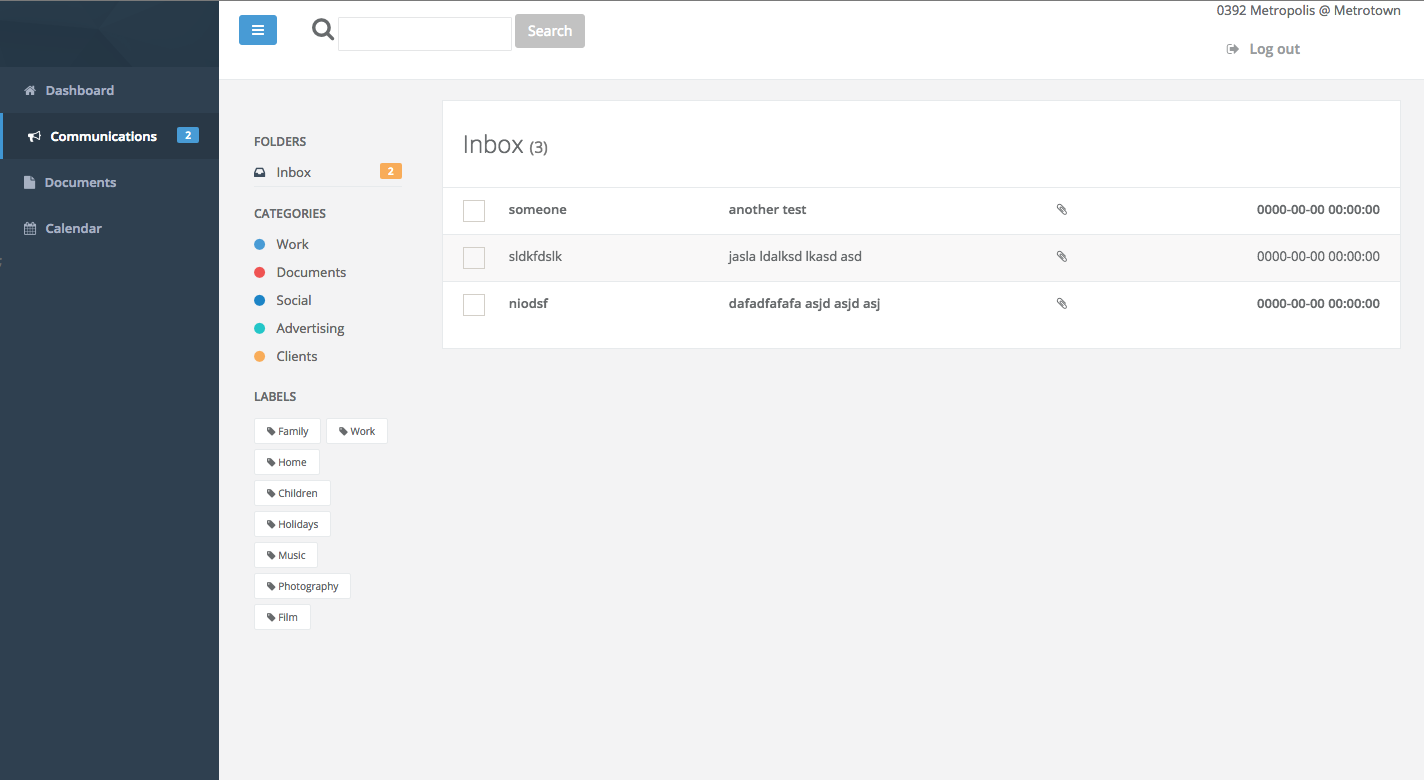 0392 Metropolis @ Metrotown
Search
Log out
Dashboard
Communications 2
Documents
Calendar
FOLDERS
Inbox 2
CATEGORIES
Work
Documents
Social
Advertising
Clients
LABELS
Family Work
Home
Children
Holidays
Music
Photography
Film
Inbox (3)
someone another test 0000-00-00 00:00:00
sldkfdslk jasla ldalksd lkasd asd 0000-00-00 00:00:00
niodsf dafadfafafa asjd asjd asj 0000-00-00 00:00:00